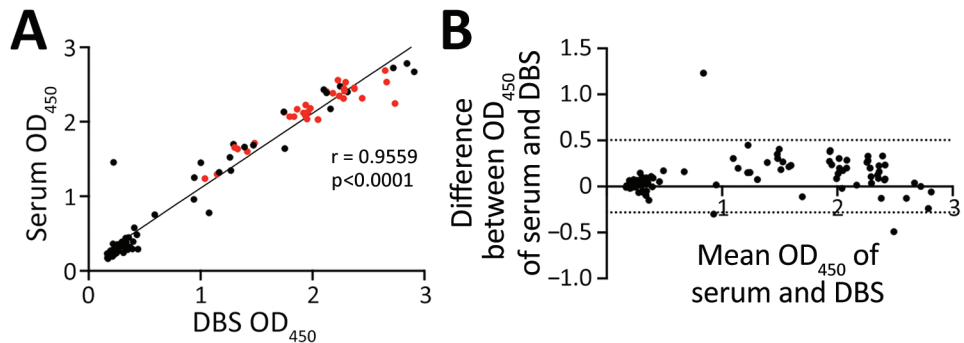 A
Serum OD450
3
2
1
0
r = 0.9559
p<0.0001
0 1 2 3
DBS OD450
B
Difference
between OD450
of serum and DBS
1.5
1.0
0.5
0
−0.5
−1.0
1 2 3
Mean OD450 of
serum and DBS